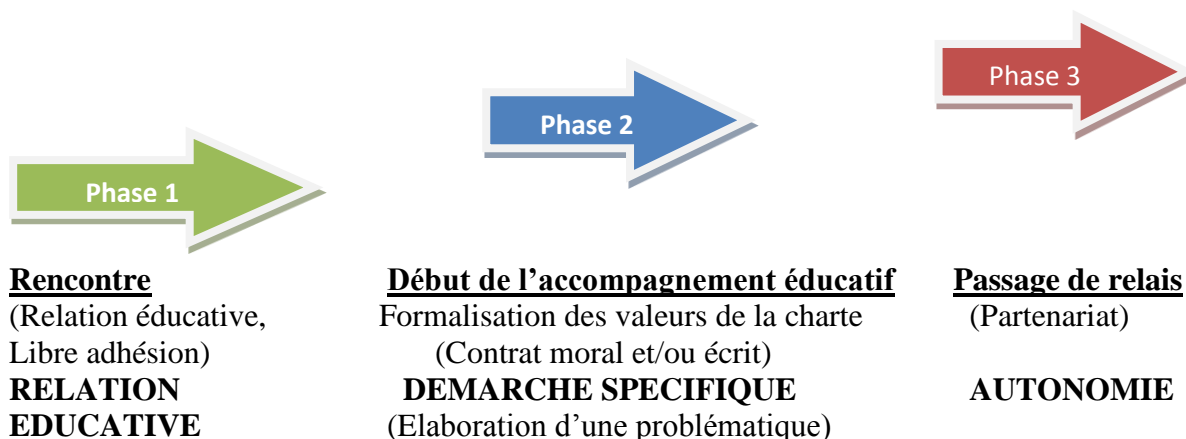 Phase 3
Phase 2
Phase 1
Rencontre
(Relation éducative,
Libre adhésion)
RELATION
EDUCATIVE
Début de l’accompagnement éducatif
Formalisation des valeurs de la charte
(Contrat moral et/ou écrit)
DEMARCHE SPECIFIQUE
(Elaboration d’une problématique)
Passage de relais
(Partenariat)
AUTONOMIE